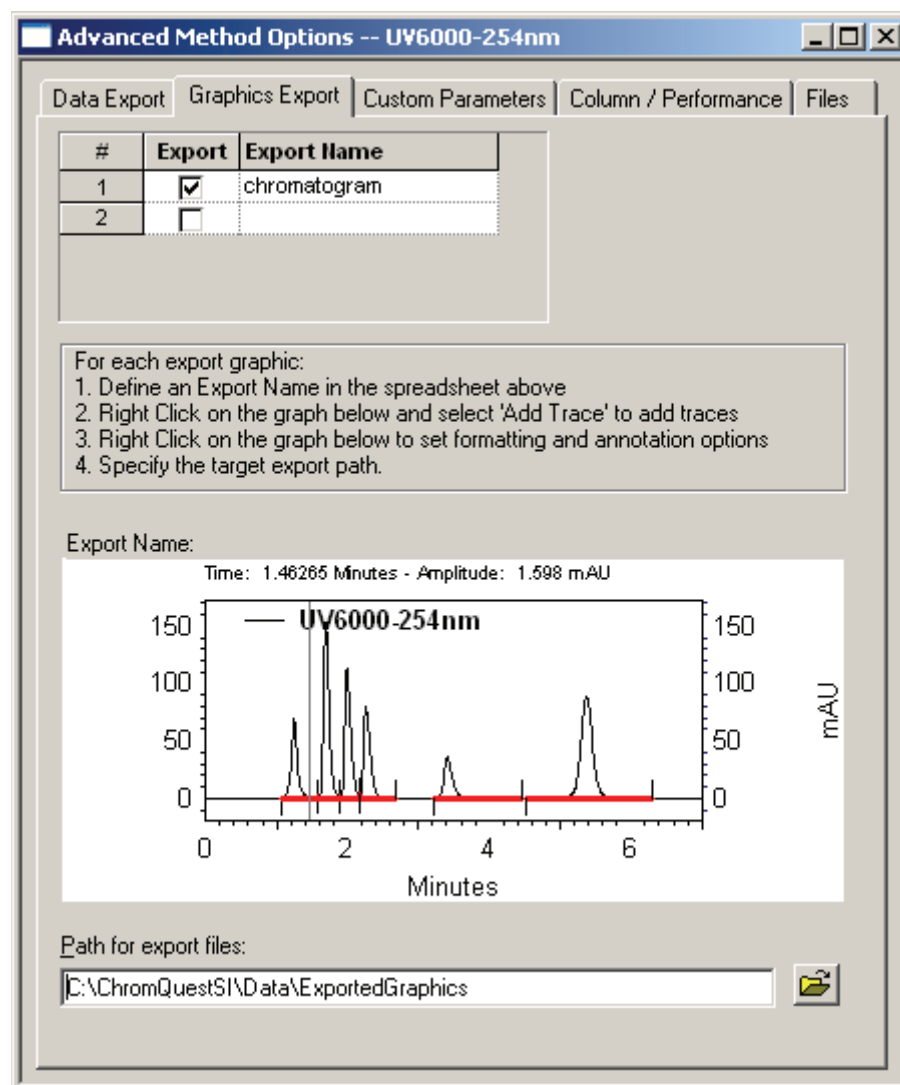 Advanced Method Options -- UV6000-254nm
Data Export Graphics Export Custom Parameters Column / Performance Files
# Export Export Name
1 chromatogram
2
For each export graphic:
1. Define an Export Name in the spreadsheet above
2. Right Click on the graph below and select 'Add Trace' to add traces
3. Right Click on the graph below to set formatting and annotation options
4. Specify the target export path.
Export Name:
Time: 1.46265 Minutes - Amplitude: 1.598 mAU
UV6000-254nm
150 150
100 100
mAU
50 50
0 0
0 2 4 6
Minutes
Path for export files:
C:\ChromQuestSI\Data\ExportedGraphics